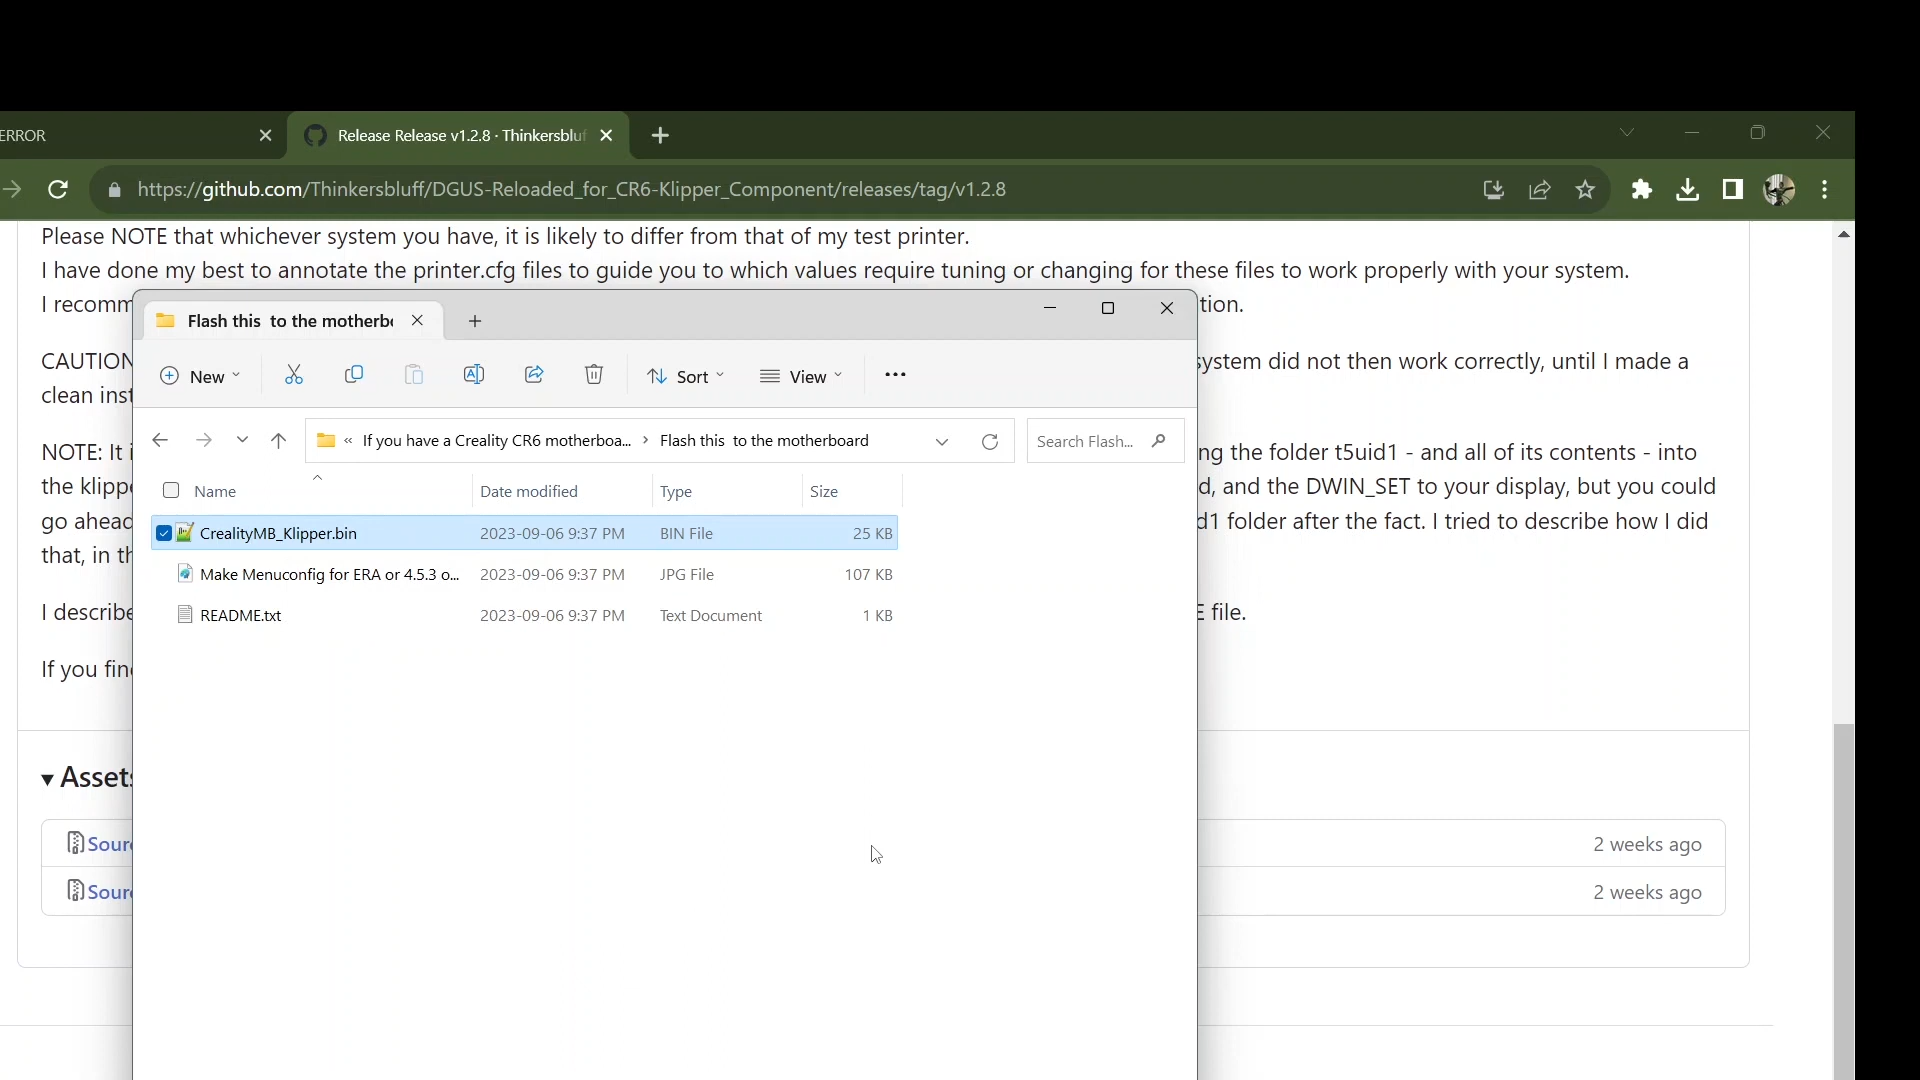 ERROR
Release Release v1.2.8 · Thinkersbluf
https://github.com/Thinkersbluff/DGUS-Reloaded_for_CR6-Klipper_Component/releases/tag/v1.2.8
Please NOTE that whichever system you have, it is likely to differ from that of my test printer.
I have done my best to annotate the printer.cfg files to guide you to which values require tuning or changing for these files to work properly with your system.
I recomm tion.
Flash this to the motherbo
CAUTION system did not then work correctly, until I made a
New Sort View
clean inst
« If you have a Creality CR6 motherboa... > Flash this to the motherboard
Search Flash...
NOTE: It i ng the folder t5uid1 - and all of its contents - into
the klippe d, and the DWIN_SET to your display, but you could
Name Date modified Type Size
go ahead d1 folder after the fact. I tried to describe how I did
CrealityMB_Klipper.bin 2023-09-06 9:37 PM BIN File 25 KB
that, in th
Make Menuconfig for ERA or 4.5.3 o... 2023-09-06 9:37 PM JPG File 107 KB
README.txt 2023-09-06 9:37 PM Text Document 1 KB
I describe E file.
If you find
Assets
Sour 2 weeks ago
Sour 2 weeks ago